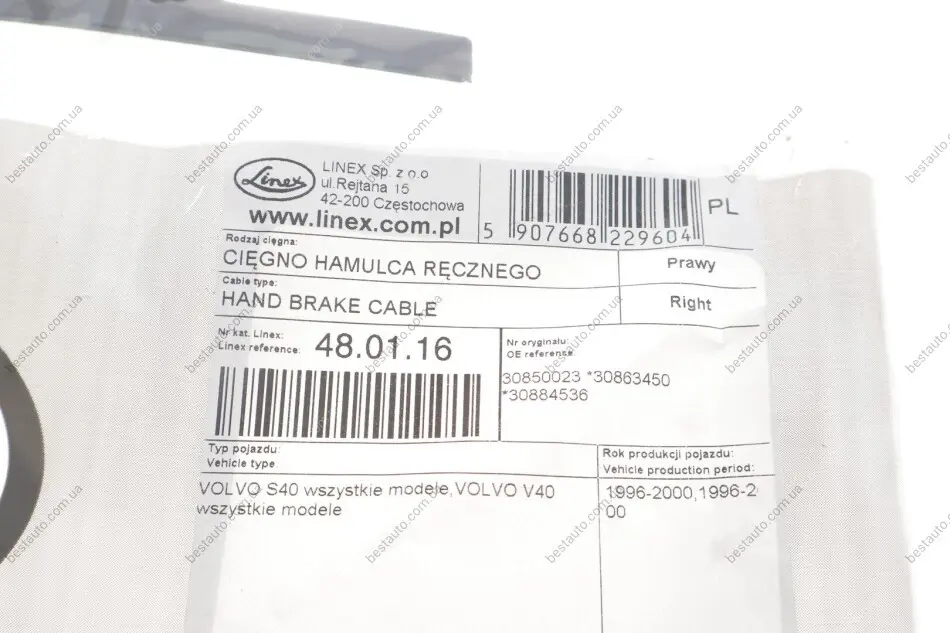 Linex
LINEX Sp. z o.o
ul.Rejtana 15
42-200 Częstochowa
www.linex.com.pl
5 907668 229604
PL
Rodzaj cięgna:
CIĘGNO HAMULCA RĘCZNEGO
Prawy
Cable type:
HAND BRAKE CABLE
Right
Nr kat. Linex:
Linex reference: 48.01.16
Nr oryginału:
OE reference:
30850023 *30863450
*30884536
Typ pojazdu:
Vehicle type
Rok produkcji pojazdu:
Vehicle production period:
VOLVO S40 wszystkie modele,VOLVO V40
wszystkie modele
1996-2000,1996-2
00
bestauto.com.ua